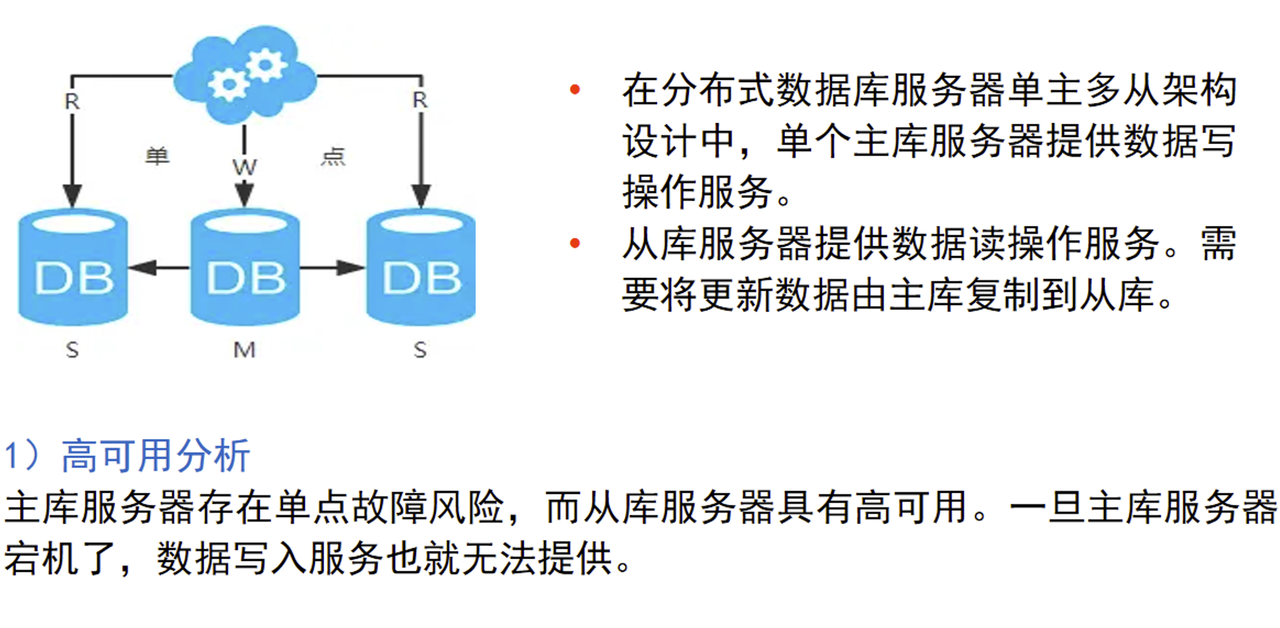 R
R
单
W
点
DB
DB
DB
S
M
S
• 在分布式数据库服务器单主多从架构
设计中，单个主库服务器提供数据写
操作服务。
• 从库服务器提供数据读操作服务。需
要将更新数据由主库复制到从库。
1）高可用分析
主库服务器存在单点故障风险，而从库服务器具有高可用。一旦主库服务器
宕机了，数据写入服务也就无法提供。